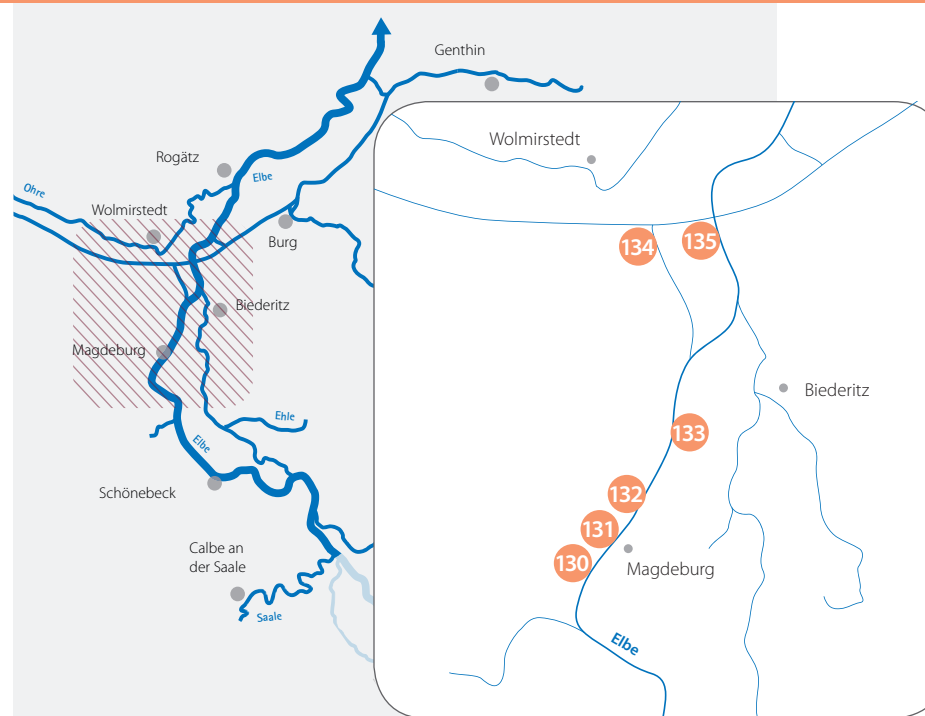 Genthin
Rogätz
Elbe
Ohre
Wolmirstedt
Burg
Biederitz
Magdeburg
Ehle
Elbe
Schönebeck
Calbe an
der Saale
Saale
Wolmirstedt
134
135
Biederitz
133
132
131
130
Magdeburg
Elbe